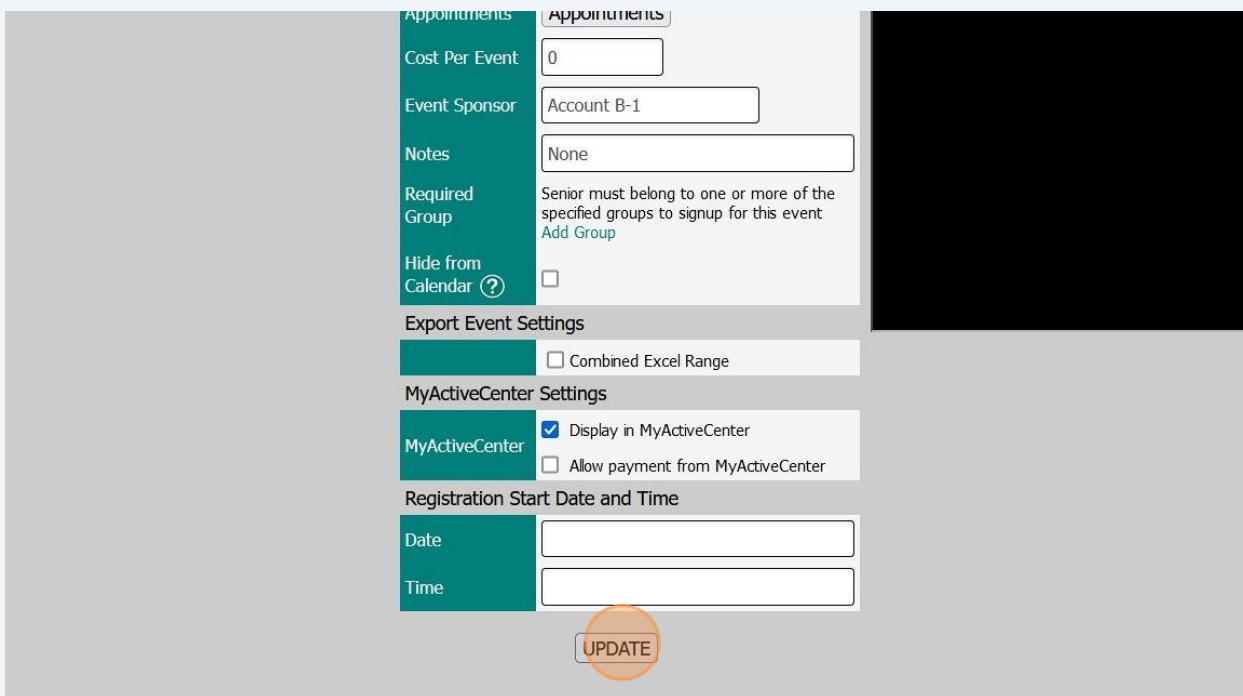 Appointments Appointments
Cost Per Event 0
Event Sponsor Account B-1
Notes None
Required
Group
Senior must belong to one or more of the
specified groups to signup for this event
Add Group
Hide from
Calendar ?
Export Event Settings
Combined Excel Range
MyActiveCenter Settings
MyActiveCenter
Display in MyActiveCenter
Allow payment from MyActiveCenter
Registration Start Date and Time
Date
Time
UPDATE